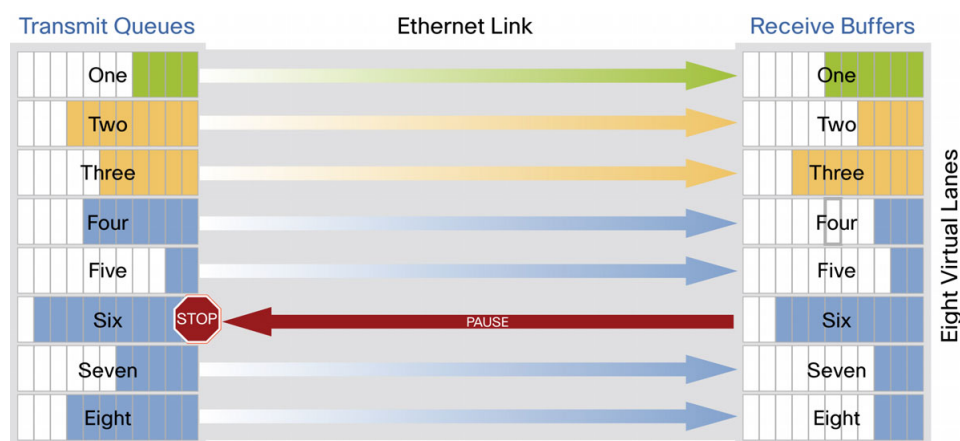 Transmit Queues Ethernet Link Receive Buffers
One One
Two Two
Three Three
Four Four
Five Five
Six STOP PAUSE Six
Seven Seven
Eight Eight
Eight Virtual Lanes